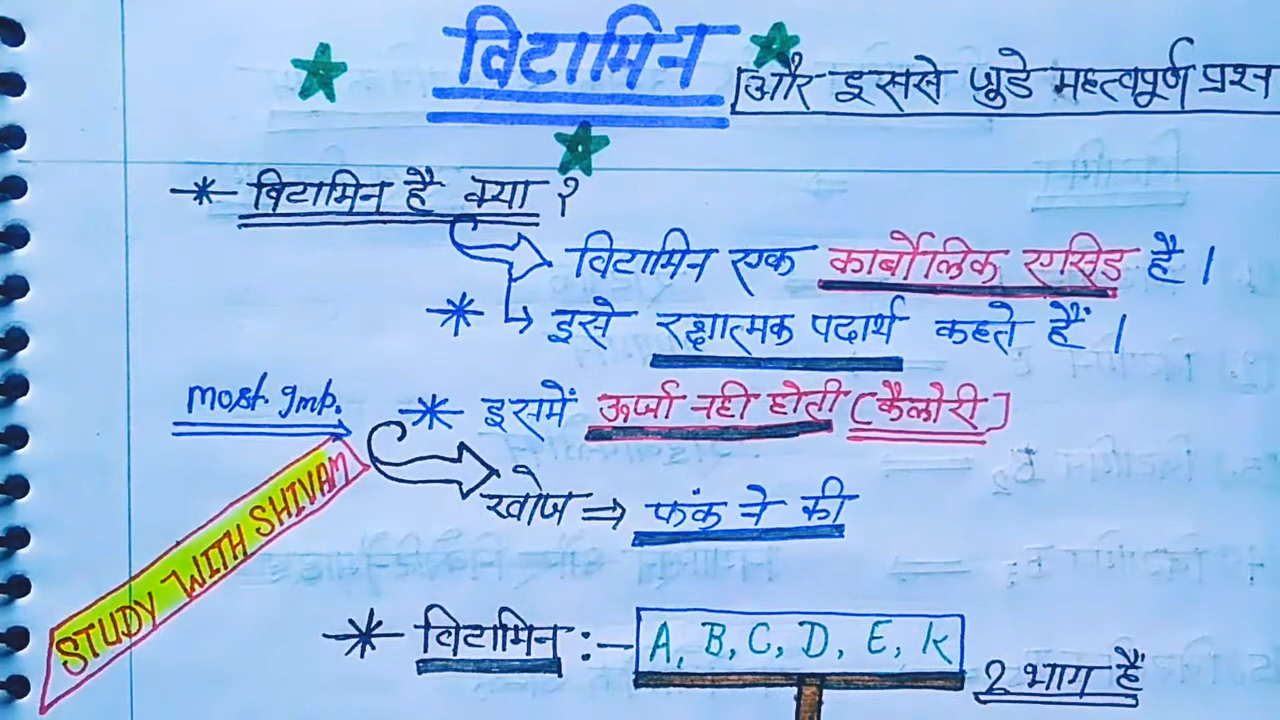 विटामिन और इससे जुडे महत्वपूर्ण प्रश्न
विटामिन है क्या ?
विटामिन एक कार्बोलिक एसिड है ।
इसे रक्षात्मक पदार्थ कहते हैं ।
most Imp.
इसमें ऊर्जा नही होती (कैलोरी)
खोज ⇒ फंक ने की
STUDY WITH SHIVAM
विटामिन :- A, B, C, D, E, K
2 भाग हैं